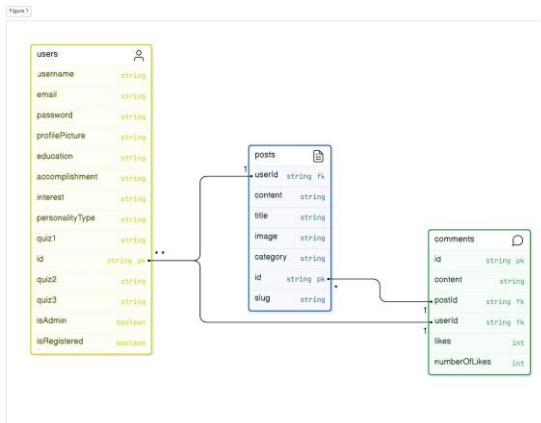 Figure 1
users
username string
email string
password string
profilePicture string
education string
accomplishment string
interest string
personalityType string
quiz1 string
id string pk
quiz2 string
quiz3 string
isAdmin boolean
isRegistered boolean
* *
posts
1
userId string fk
content string
title string
image string
category string
id string pk
*
slug string
comments
id string pk
content string
postId string fk
1
userId string fk
1
likes int
numberOfLikes int